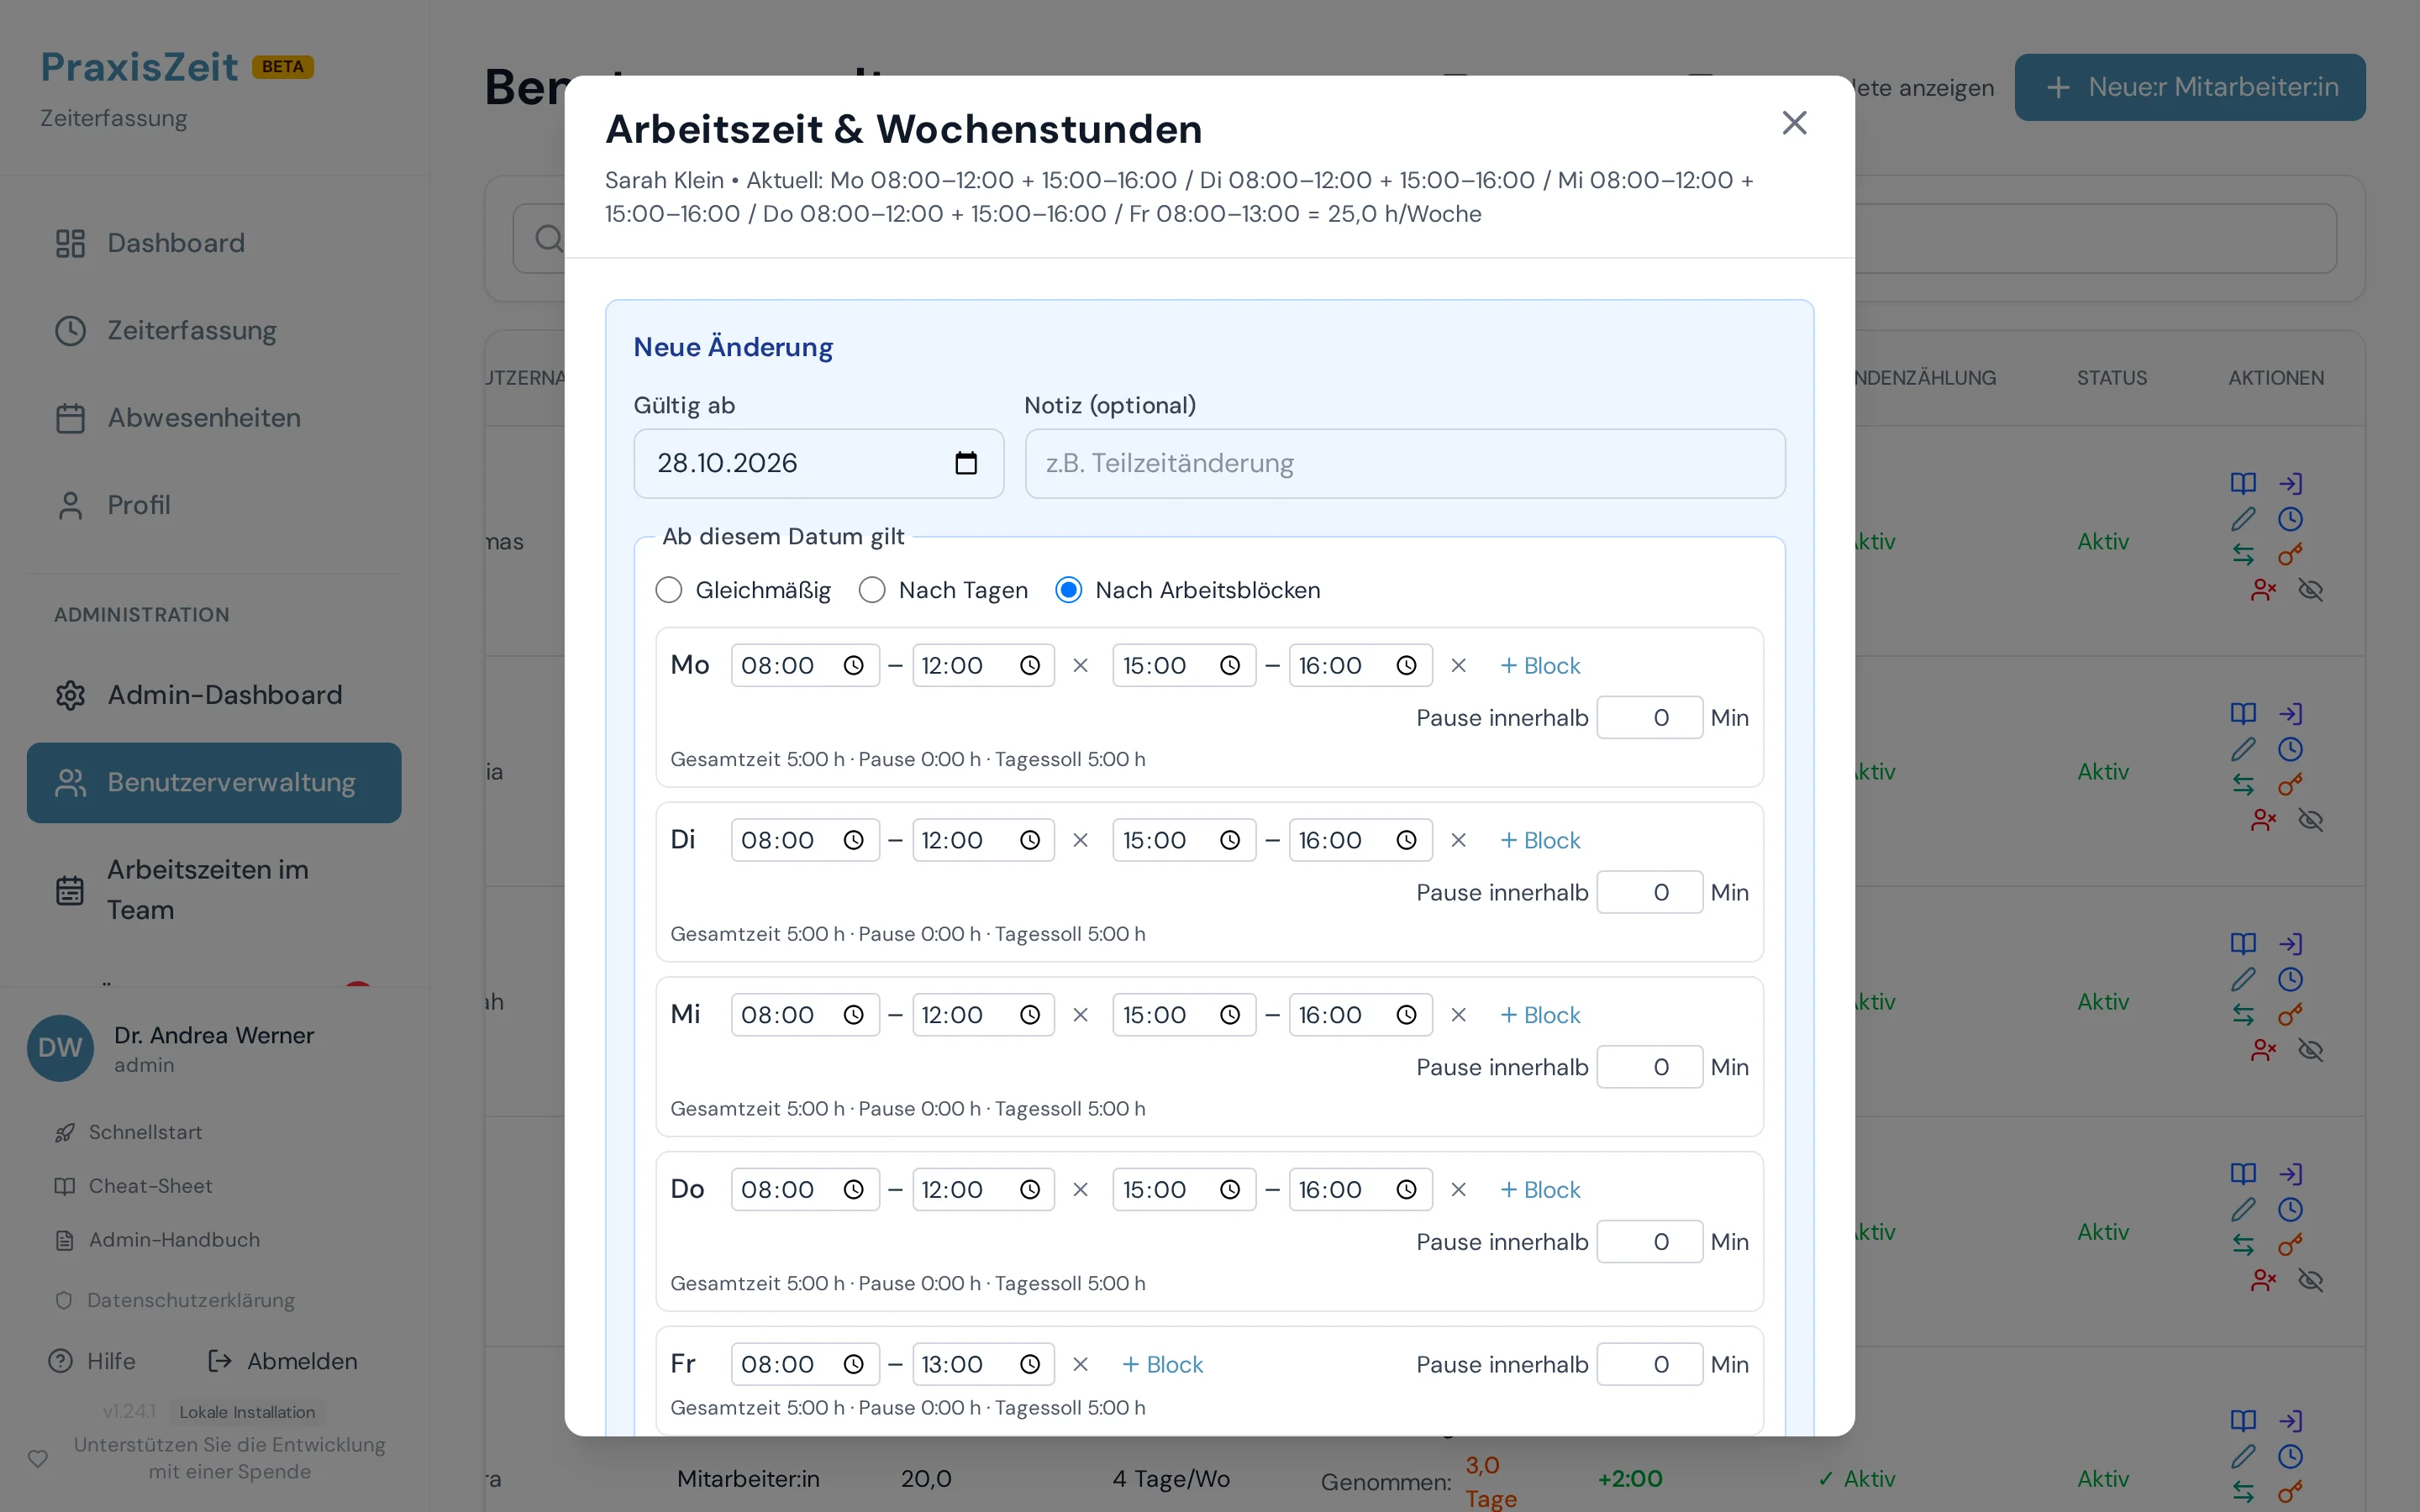 PraxisZeit BETA
Zeiterfassung
Dashboard
Zeiterfassung
Abwesenheiten
Profil
ADMINISTRATION
Admin-Dashboard
Benutzerverwaltung
Arbeitszeiten im
Team
DW
Dr. Andrea Werner
admin
Schnellstart
Cheat-Sheet
Admin-Handbuch
Datenschutzerklärung
Hilfe Abmelden
v1.24.1 Lokale Installation
Unterstützen Sie die Entwicklung
mit einer Spende
anzeigen
Neue:r Mitarbeiter:in
STATUS AKTIONEN
Aktiv
Aktiv
Aktiv
Aktiv
Mitarbeiter:in 20,0 4 Tage/Wo Genommen: 3,0 Tage +2:00 ✓ Aktiv Aktiv
Arbeitszeit & Wochenstunden
Sarah Klein • Aktuell: Mo 08:00–12:00 + 15:00–16:00 / Di 08:00–12:00 + 15:00–16:00 / Mi 08:00–12:00 +
15:00–16:00 / Do 08:00–12:00 + 15:00–16:00 / Fr 08:00–13:00 = 25,0 h/Woche
Neue Änderung
Gültig ab Notiz (optional)
28.10.2026 z.B. Teilzeitänderung
Ab diesem Datum gilt
Gleichmäßig Nach Tagen Nach Arbeitsblöcken
Mo 08:00 – 12:00 × 15:00 – 16:00 × + Block
Pause innerhalb 0 Min
Gesamtzeit 5:00 h · Pause 0:00 h · Tagessoll 5:00 h
Di 08:00 – 12:00 × 15:00 – 16:00 × + Block
Pause innerhalb 0 Min
Gesamtzeit 5:00 h · Pause 0:00 h · Tagessoll 5:00 h
Mi 08:00 – 12:00 × 15:00 – 16:00 × + Block
Pause innerhalb 0 Min
Gesamtzeit 5:00 h · Pause 0:00 h · Tagessoll 5:00 h
Do 08:00 – 12:00 × 15:00 – 16:00 × + Block
Pause innerhalb 0 Min
Gesamtzeit 5:00 h · Pause 0:00 h · Tagessoll 5:00 h
Fr 08:00 – 13:00 × + Block Pause innerhalb 0 Min
Gesamtzeit 5:00 h · Pause 0:00 h · Tagessoll 5:00 h